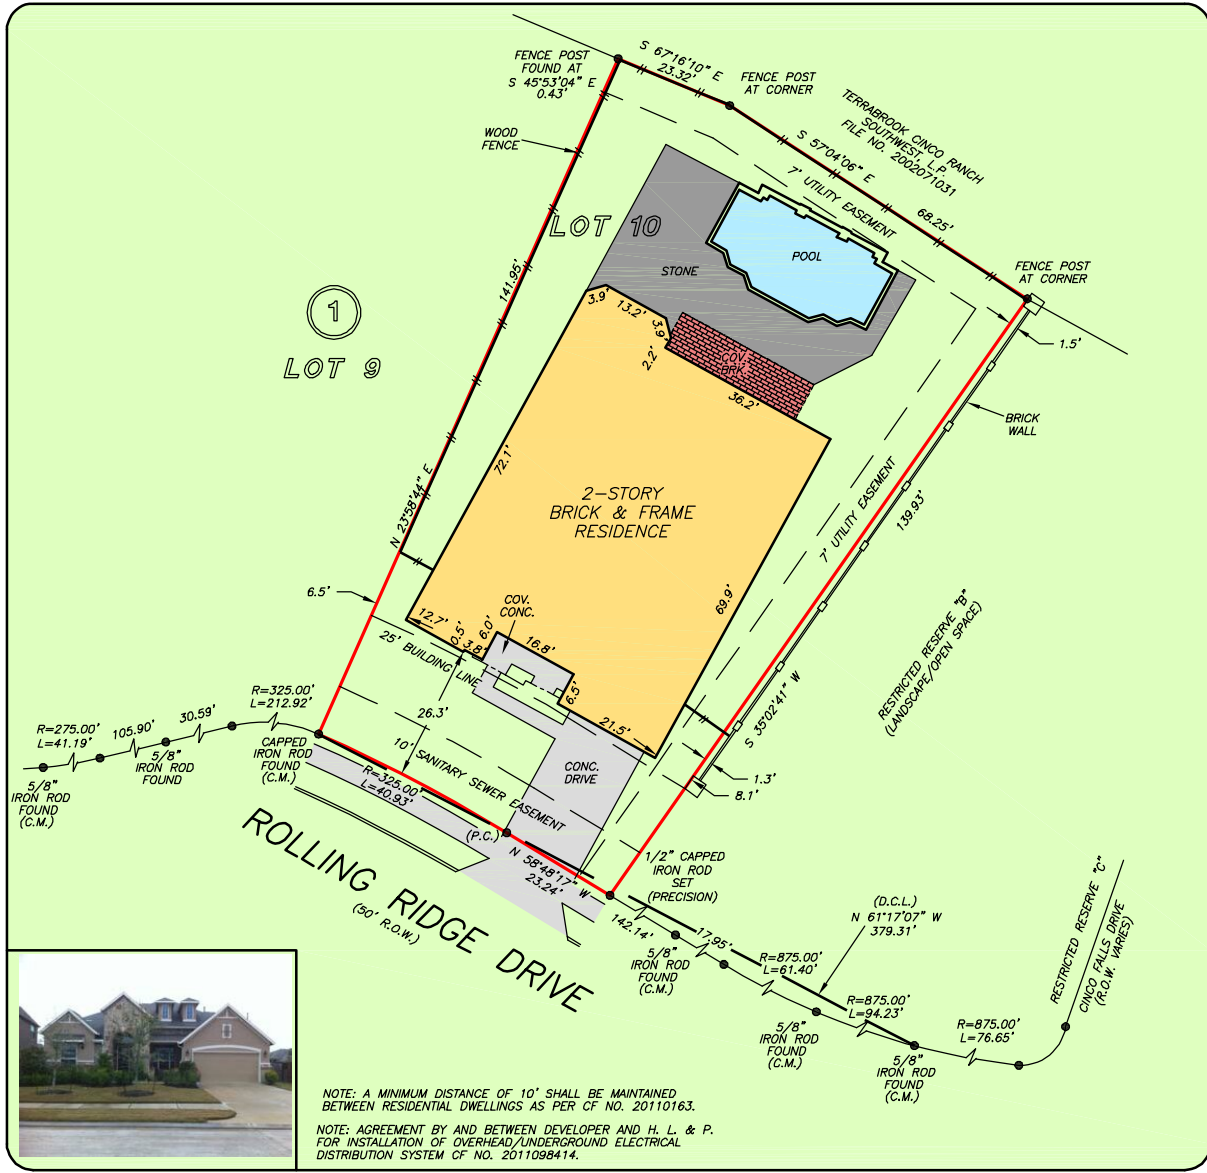 FENCE POST
FOUND AT
S 45°53'04" E
0.43'
S 67°16'10" E
23.32'
FENCE POST
AT CORNER
TERRABROOK CINCO RANCH
SOUTHWEST, L.P.
FILE NO. 2002071031
WOOD
FENCE
S 57°04'06" E
68.25'
7' UTILITY EASEMENT
LOT 10
POOL
STONE
FENCE POST
AT CORNER
1
LOT 9
141.95'
N 23°58'44" E
3.9'
13.2'
3.9'
2.2'
COV.
BRK.
36.2'
1.5'
BRICK
WALL
72.1'
2-STORY
BRICK & FRAME
RESIDENCE
7' UTILITY EASEMENT
139.93'
S 35°02'41" W
69.9'
RESTRICTED RESERVE "B"
(LANDSCAPE/OPEN SPACE)
6.5'
12.7'
0.5'
3.8'
6.0'
COV.
CONC.
16.8'
6.5'
21.5'
25' BUILDING LINE
26.3'
10' SANITARY SEWER EASEMENT
CONC.
DRIVE
1.3'
8.1'
R=275.00'
L=41.19'
105.90'
30.59'
R=325.00'
L=212.92'
5/8"
IRON ROD
FOUND
(C.M.)
5/8"
IRON ROD
FOUND
CAPPED
IRON ROD
FOUND
(C.M.)
R=325.00'
L=40.93'
(P.C.)
N 58°48'17" W
23.24'
1/2" CAPPED
IRON ROD
SET
(PRECISION)
ROLLING RIDGE DRIVE
(50' R.O.W.)
142.14'
17.95'
5/8"
IRON ROD
FOUND
(C.M.)
R=875.00'
L=61.40'
(D.C.L.)
N 61°17'07" W
379.31'
R=875.00'
L=94.23'
5/8"
IRON ROD
FOUND
(C.M.)
5/8"
IRON ROD
FOUND
(C.M.)
R=875.00'
L=76.65'
RESTRICTED RESERVE "C"
CINCO FALLS DRIVE
(R.O.W. VARIES)
NOTE: A MINIMUM DISTANCE OF 10' SHALL BE MAINTAINED
BETWEEN RESIDENTIAL DWELLINGS AS PER CF NO. 20110163.
NOTE: AGREEMENT BY AND BETWEEN DEVELOPER AND H. L. & P.
FOR INSTALLATION OF OVERHEAD/UNDERGROUND ELECTRICAL
DISTRIBUTION SYSTEM CF NO. 2011098414.